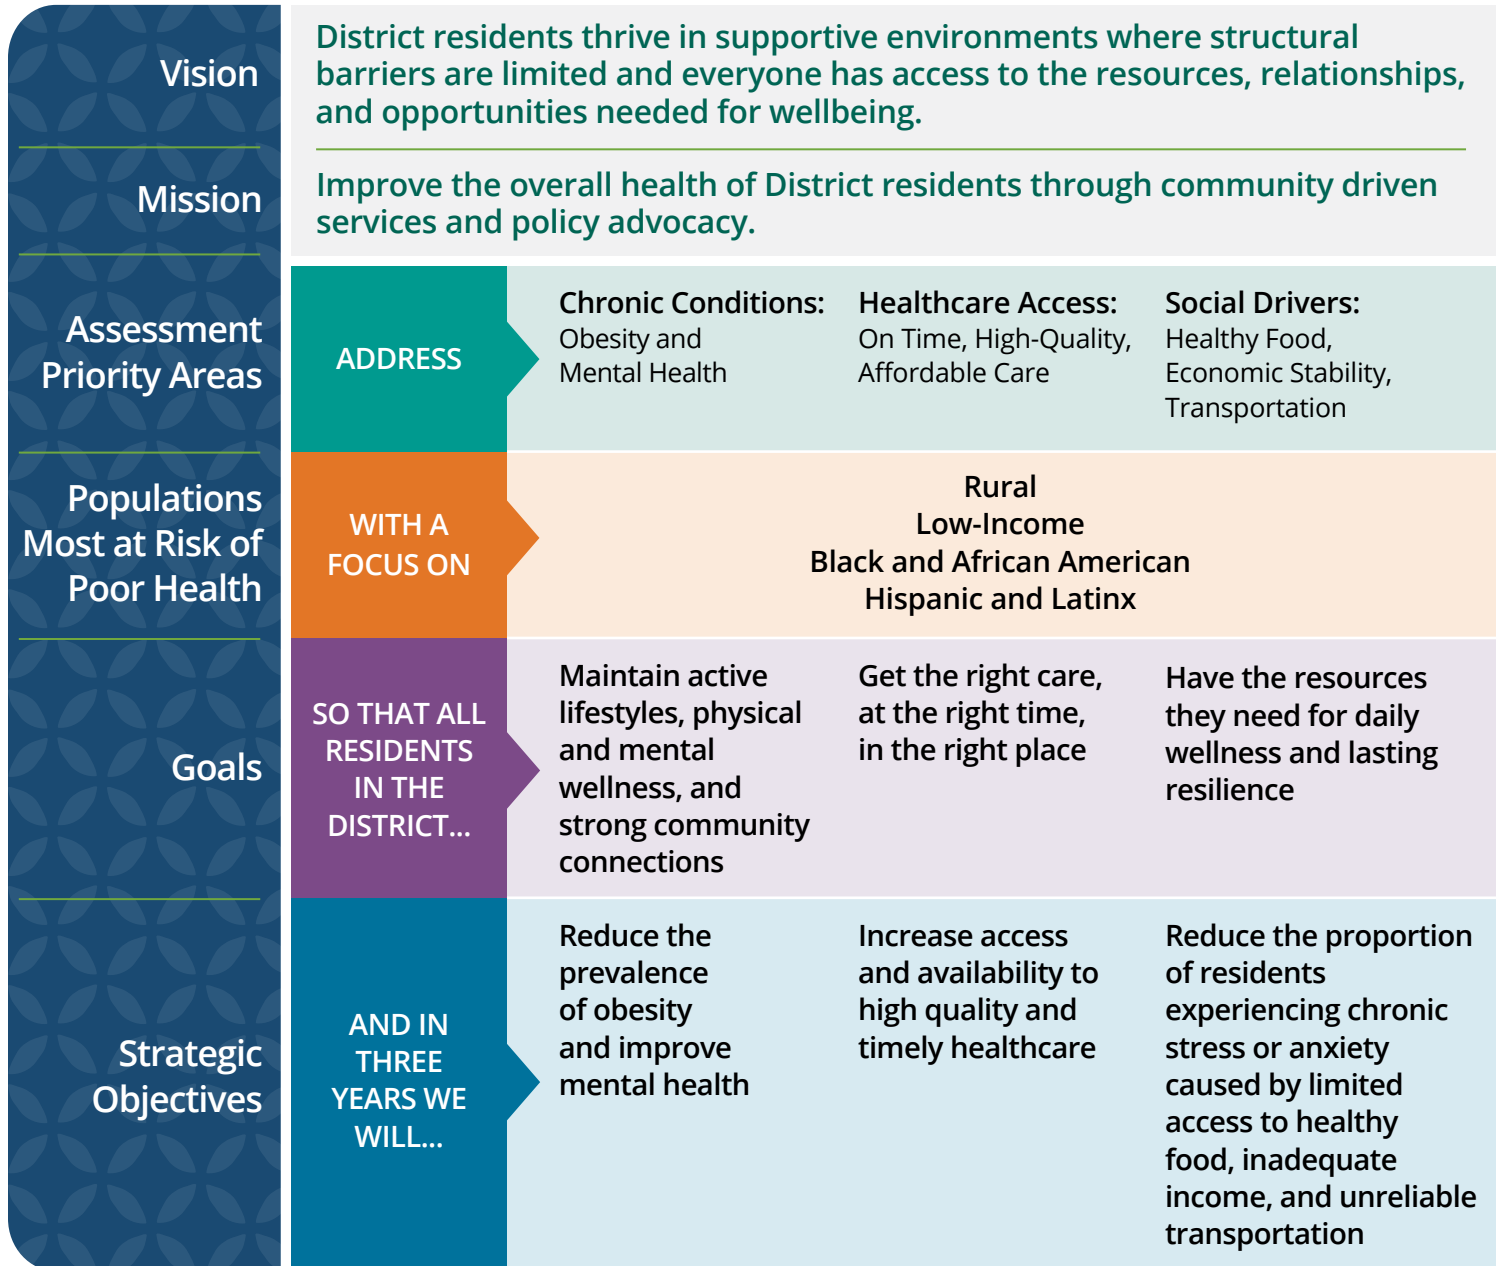 Vision
District residents thrive in supportive environments where structural
barriers are limited and everyone has access to the resources, relationships,
and opportunities needed for wellbeing.
Mission
Improve the overall health of District residents through community driven
services and policy advocacy.
Assessment
Priority Areas
ADDRESS
Chronic Conditions:
Obesity and
Mental Health
Healthcare Access:
On Time, High-Quality,
Affordable Care
Social Drivers:
Healthy Food,
Economic Stability,
Transportation
Populations
Most at Risk of
Poor Health
WITH A
FOCUS ON
Rural
Low-Income
Black and African American
Hispanic and Latinx
Goals
SO THAT ALL
RESIDENTS
IN THE
DISTRICT...
Maintain active
lifestyles, physical
and mental
wellness, and
strong community
connections
Get the right care,
at the right time,
in the right place
Have the resources
they need for daily
wellness and lasting
resilience
Strategic
Objectives
AND IN
THREE
YEARS WE
WILL...
Reduce the
prevalence
of obesity
and improve
mental health
Increase access
and availability to
high quality and
timely healthcare
Reduce the proportion
of residents
experiencing chronic
stress or anxiety
caused by limited
access to healthy
food, inadequate
income, and unreliable
transportation